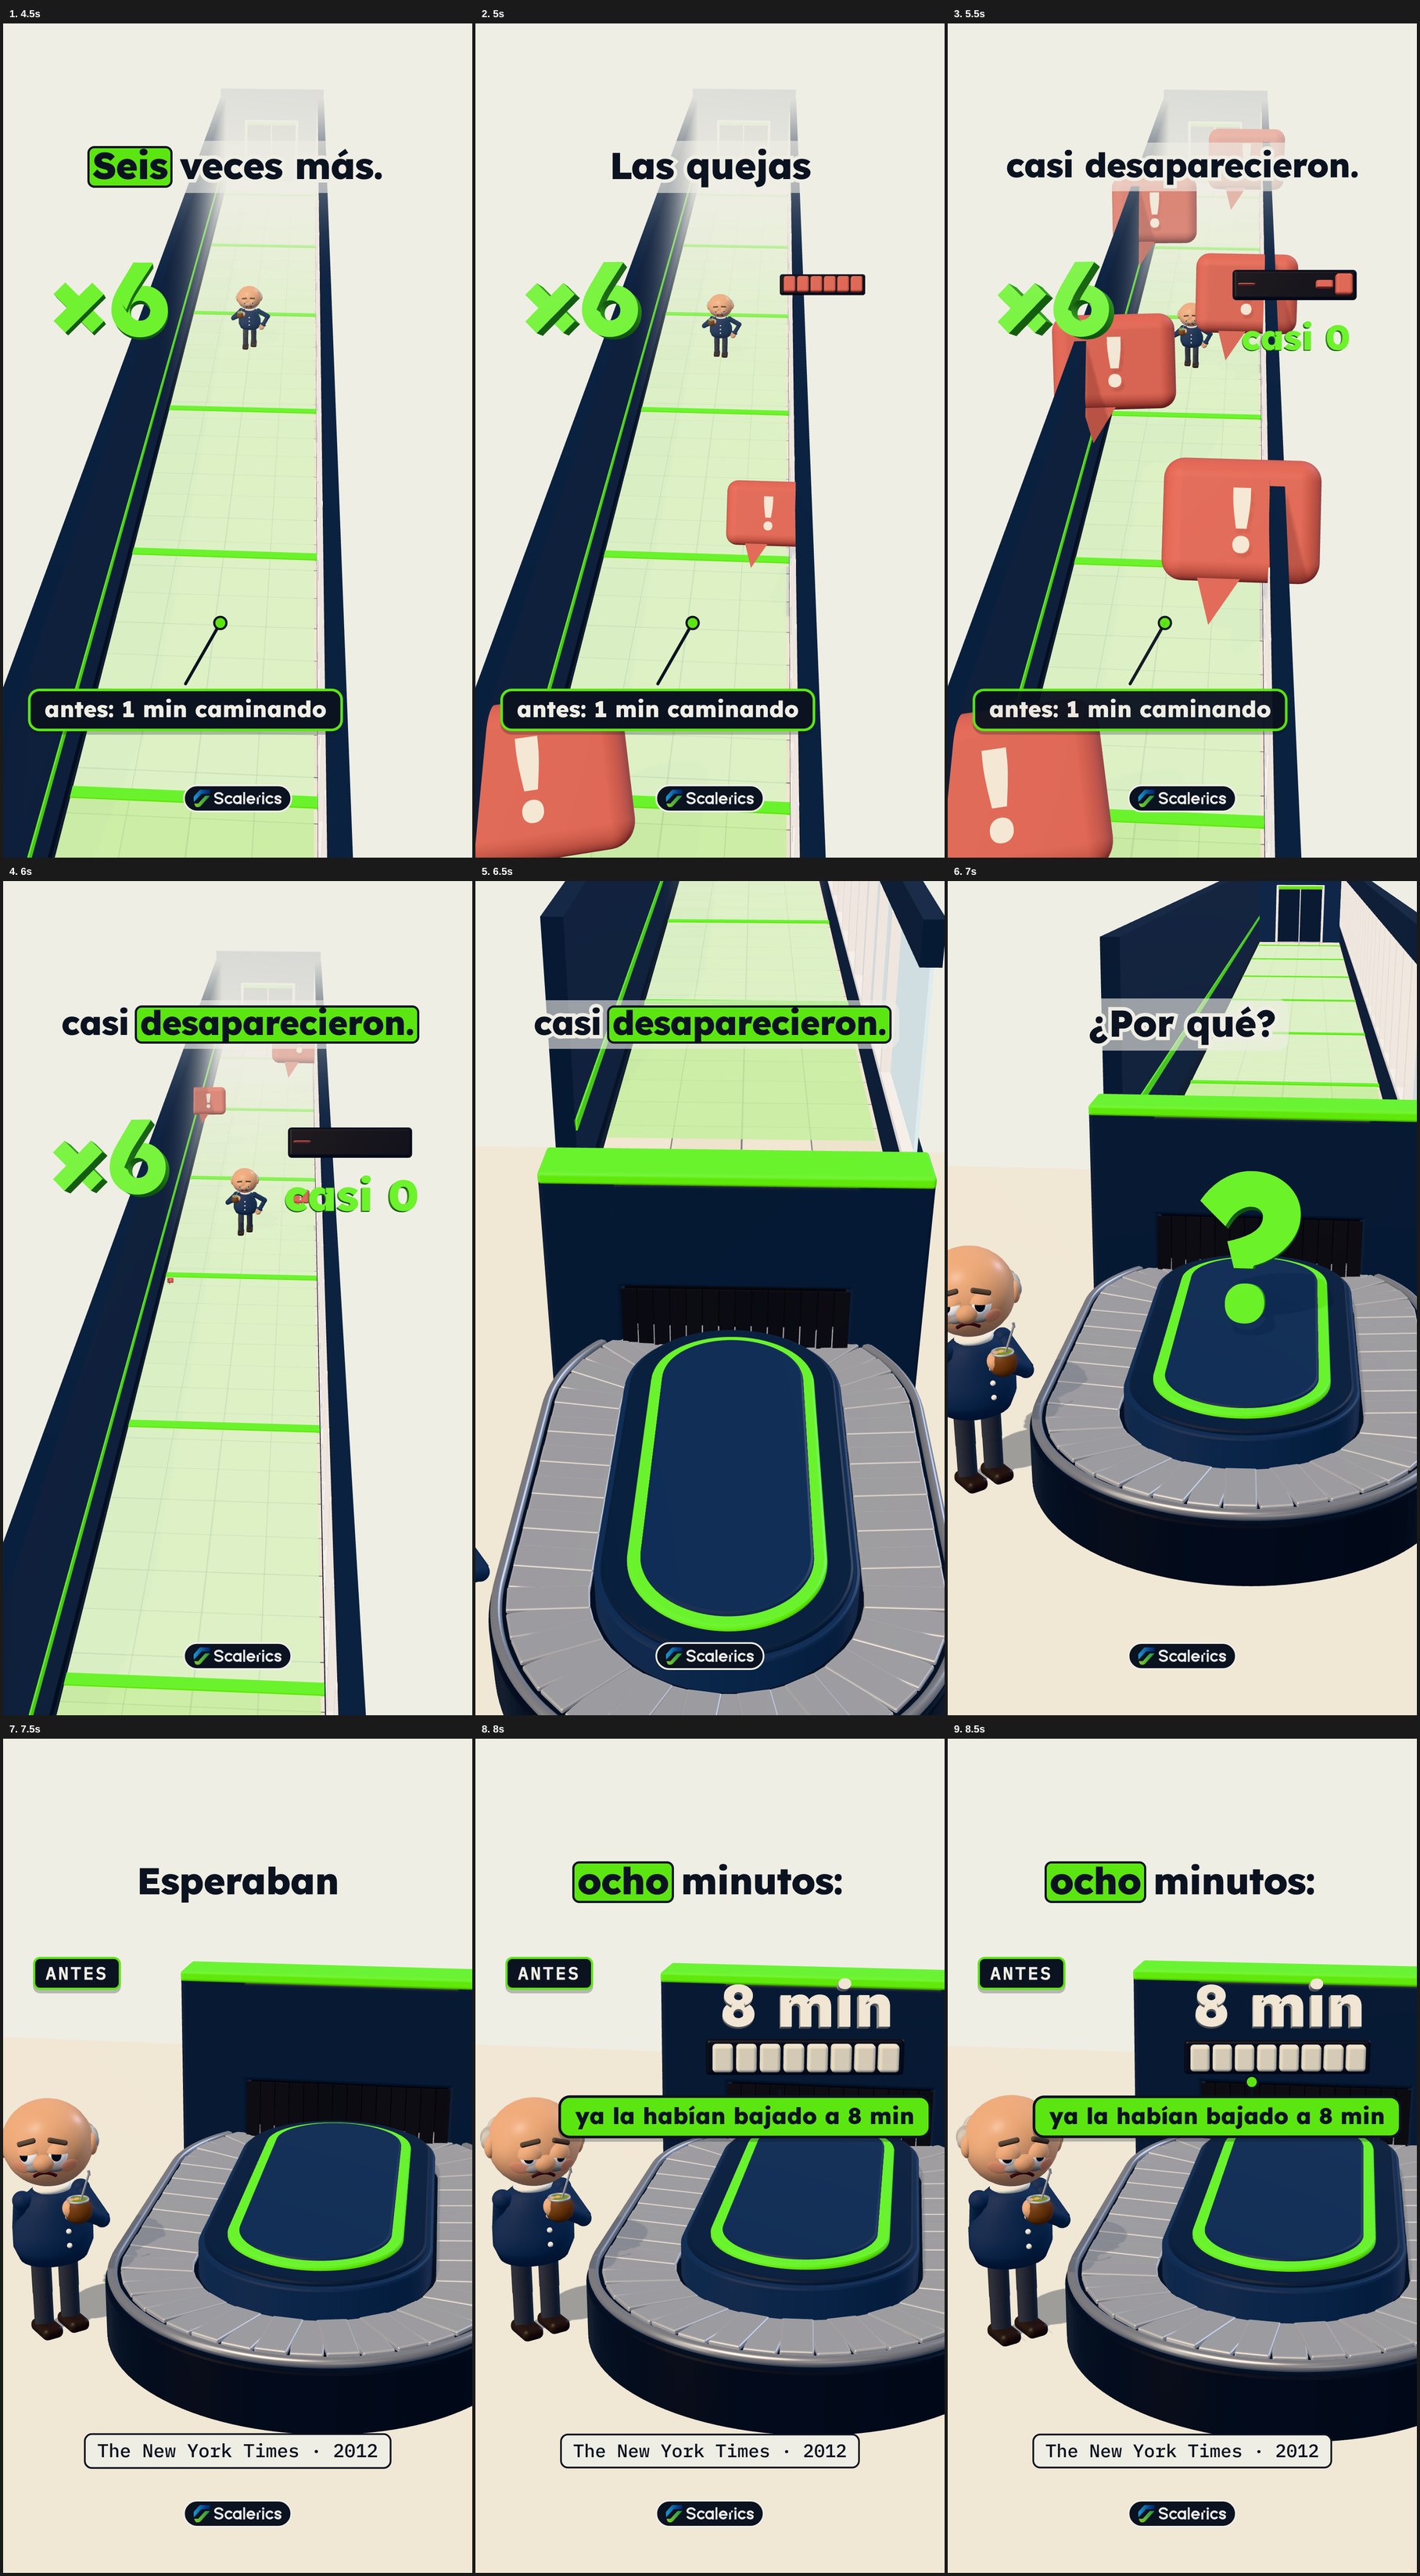 1. 4.5s
Seis veces más.
×6
antes: 1 min caminando
Scalerics
2. 5s
Las quejas
×6
!
antes: 1 min caminando
!
Scalerics
3. 5.5s
casi desaparecieron.
!
×6
casi 0
!
!
antes: 1 min caminando
!
Scalerics
4. 6s
casi desaparecieron.
!
×6
casi 0
Scalerics
5. 6.5s
casi desaparecieron.
Scalerics
6. 7s
¿Por qué?
?
Scalerics
7. 7.5s
Esperaban
ANTES
The New York Times · 2012
Scalerics
8. 8s
ocho minutos:
ANTES
8 min
ya la habían bajado a 8 min
The New York Times · 2012
Scalerics
9. 8.5s
ocho minutos:
ANTES
8 min
ya la habían bajado a 8 min
The New York Times · 2012
Scalerics